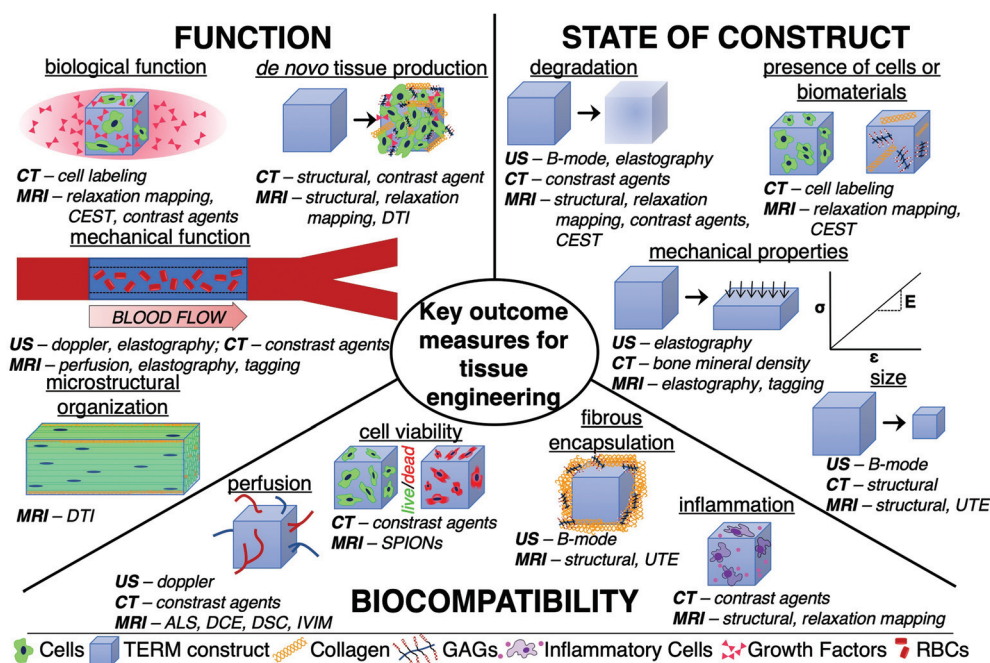 FUNCTION
biological function
CT – cell labeling
MRI – relaxation mapping,
CEST, contrast agents
de novo tissue production
CT – structural, contrast agent
MRI – structural, relaxation
mapping, DTI
mechanical function
BLOOD FLOW
US – doppler, elastography; CT – constrast agents
MRI – perfusion, elastography, tagging
microstructural
organization
MRI – DTI
STATE OF CONSTRUCT
degradation
US – B-mode, elastography
CT – constrast agents
MRI – structural, relaxation
mapping, contrast agents,
CEST
presence of cells or
biomaterials
CT – cell labeling
MRI – relaxation mapping,
CEST
mechanical properties
σ
E
ε
US – elastography
CT – bone mineral density
MRI – elastography, tagging
size
US – B-mode
CT – structural
MRI – structural, UTE
Key outcome
measures for
tissue
engineering
perfusion
US – doppler
CT – constrast agents
MRI – ALS, DCE, DSC, IVIM
cell viability
live/dead
CT – constrast agents
MRI – SPIONs
fibrous
encapsulation
US – B-mode
MRI – structural, UTE
inflammation
CT – contrast agents
MRI – structural, relaxation mapping
BIOCOMPATIBILITY
Cells TERM construct Collagen GAGs Inflammatory Cells Growth Factors RBCs